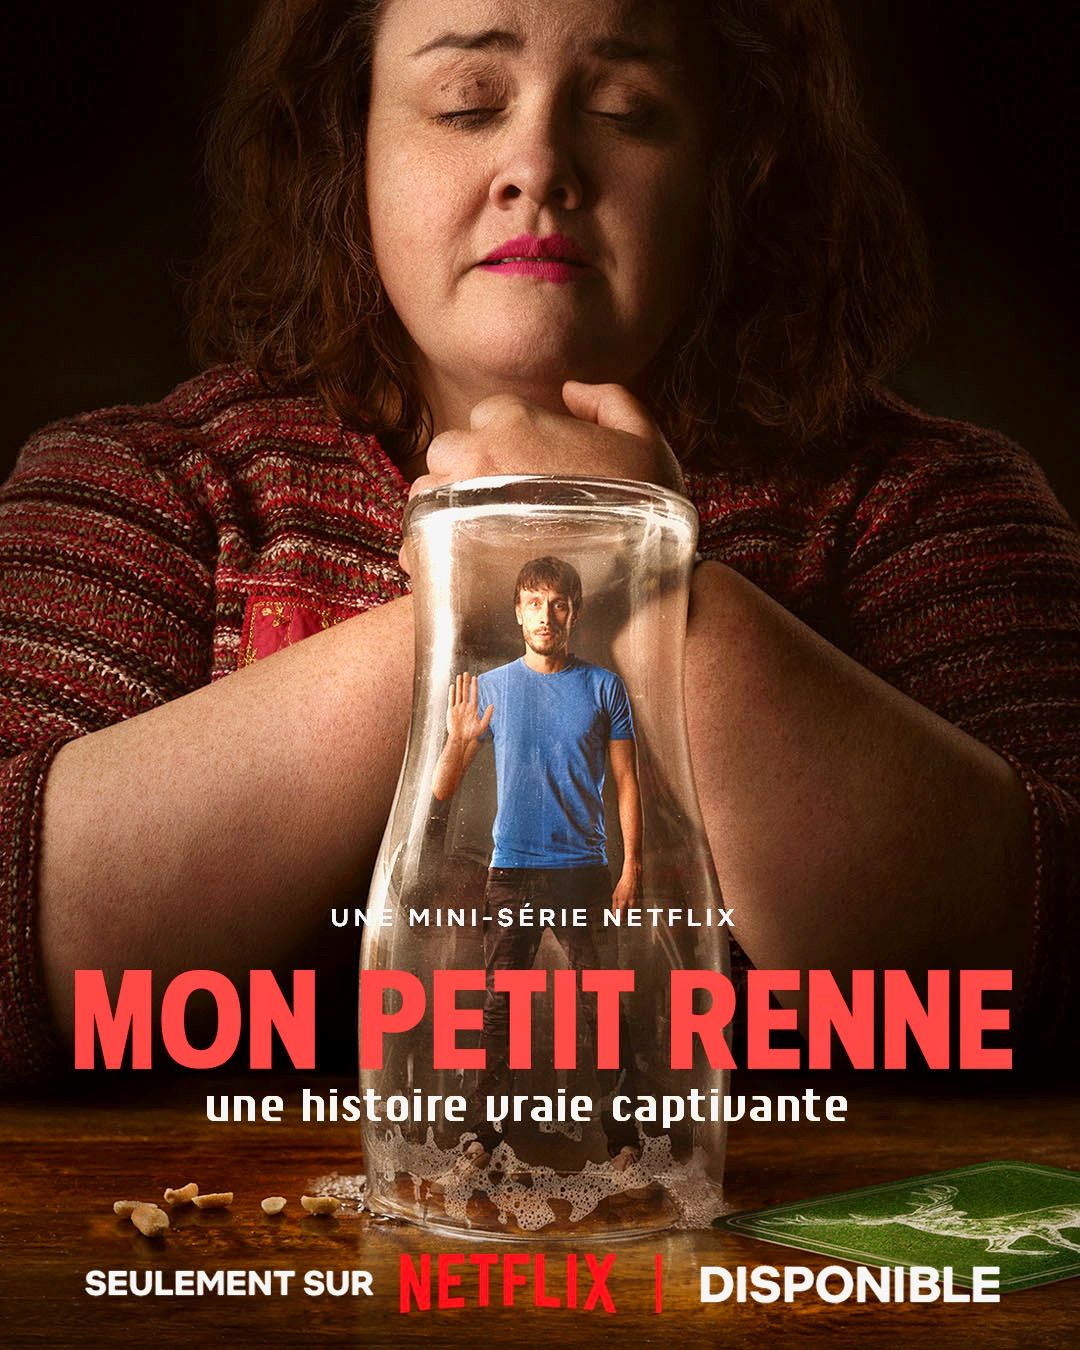 UNE MINI-SÉRIE NETFLIX
MON PETIT RENNE
une histoire vraie captivante
SEULEMENT SUR NETFLIX | DISPONIBLE